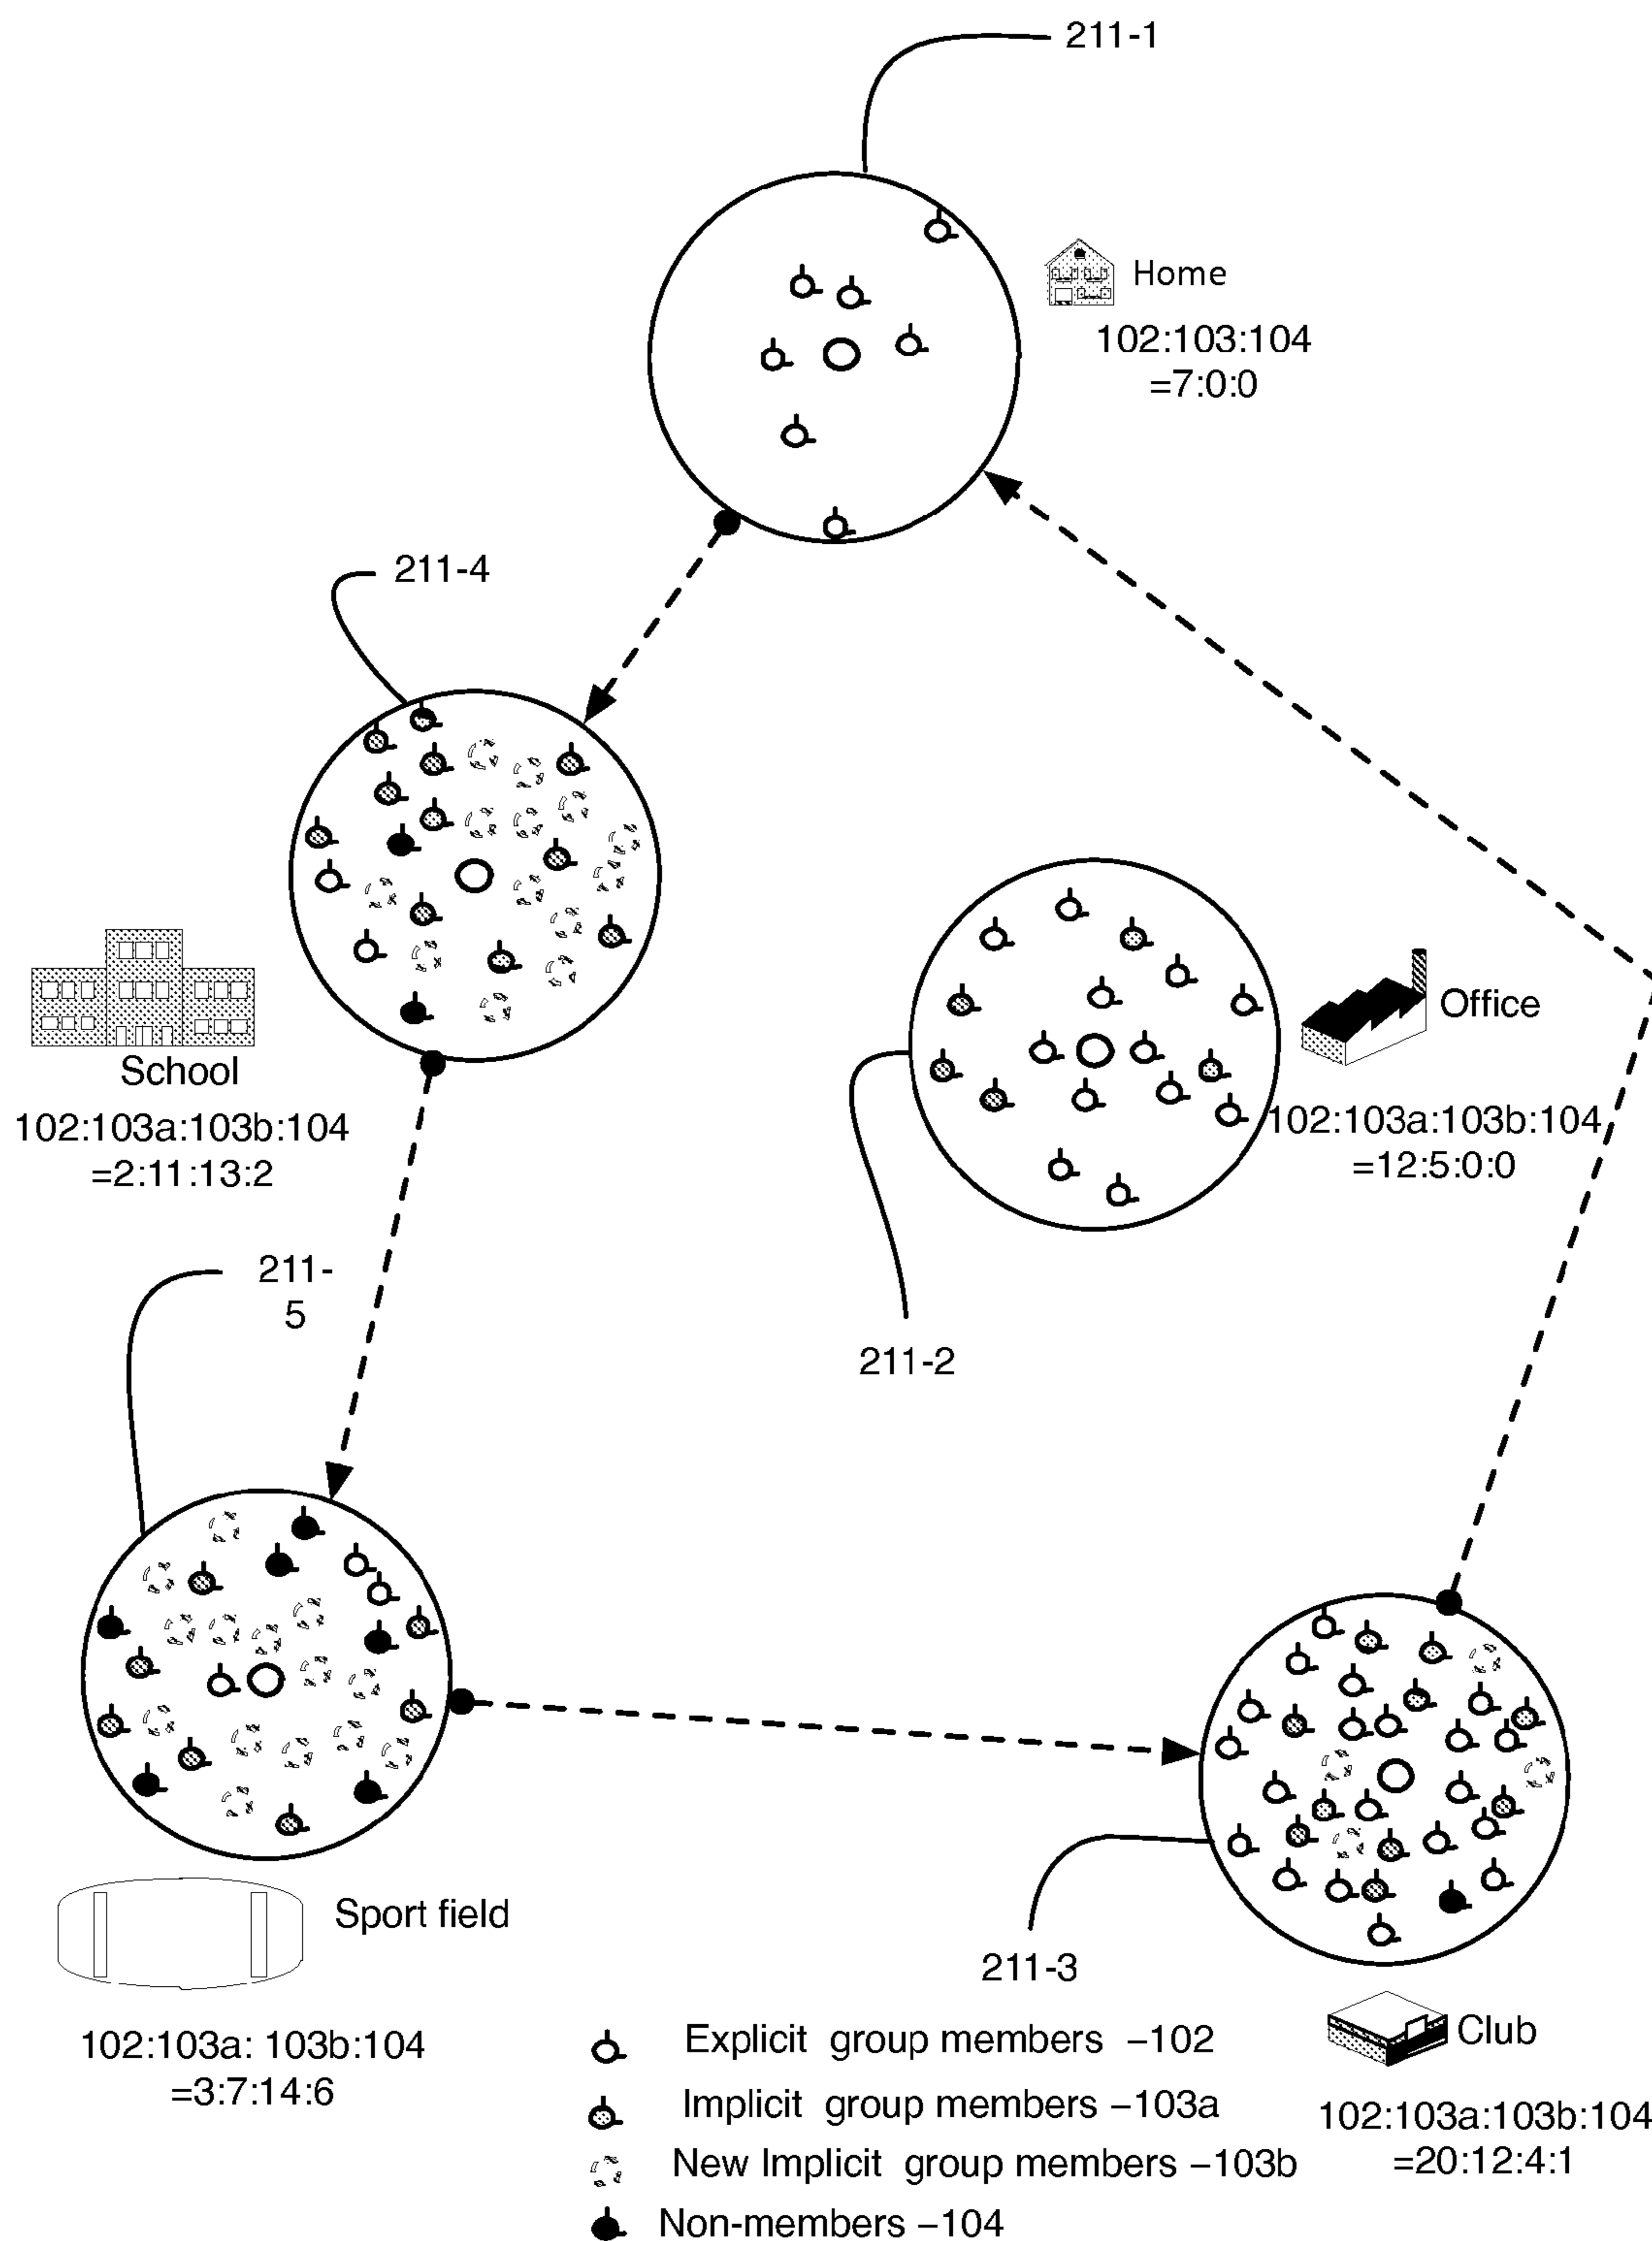 211-1
Home
102:103:104
=7:0:0
211-4
School
102:103a:103b:104
=2:11:13:2
Office
102:103a:103b:104
=12:5:0:0
211-2
211-
5
Sport field
102:103a: 103b:104
=3:7:14:6
211-3
Club
102:103a:103b:104
=20:12:4:1
Explicit group members –102
Implicit group members –103a
New Implicit group members –103b
Non-members –104